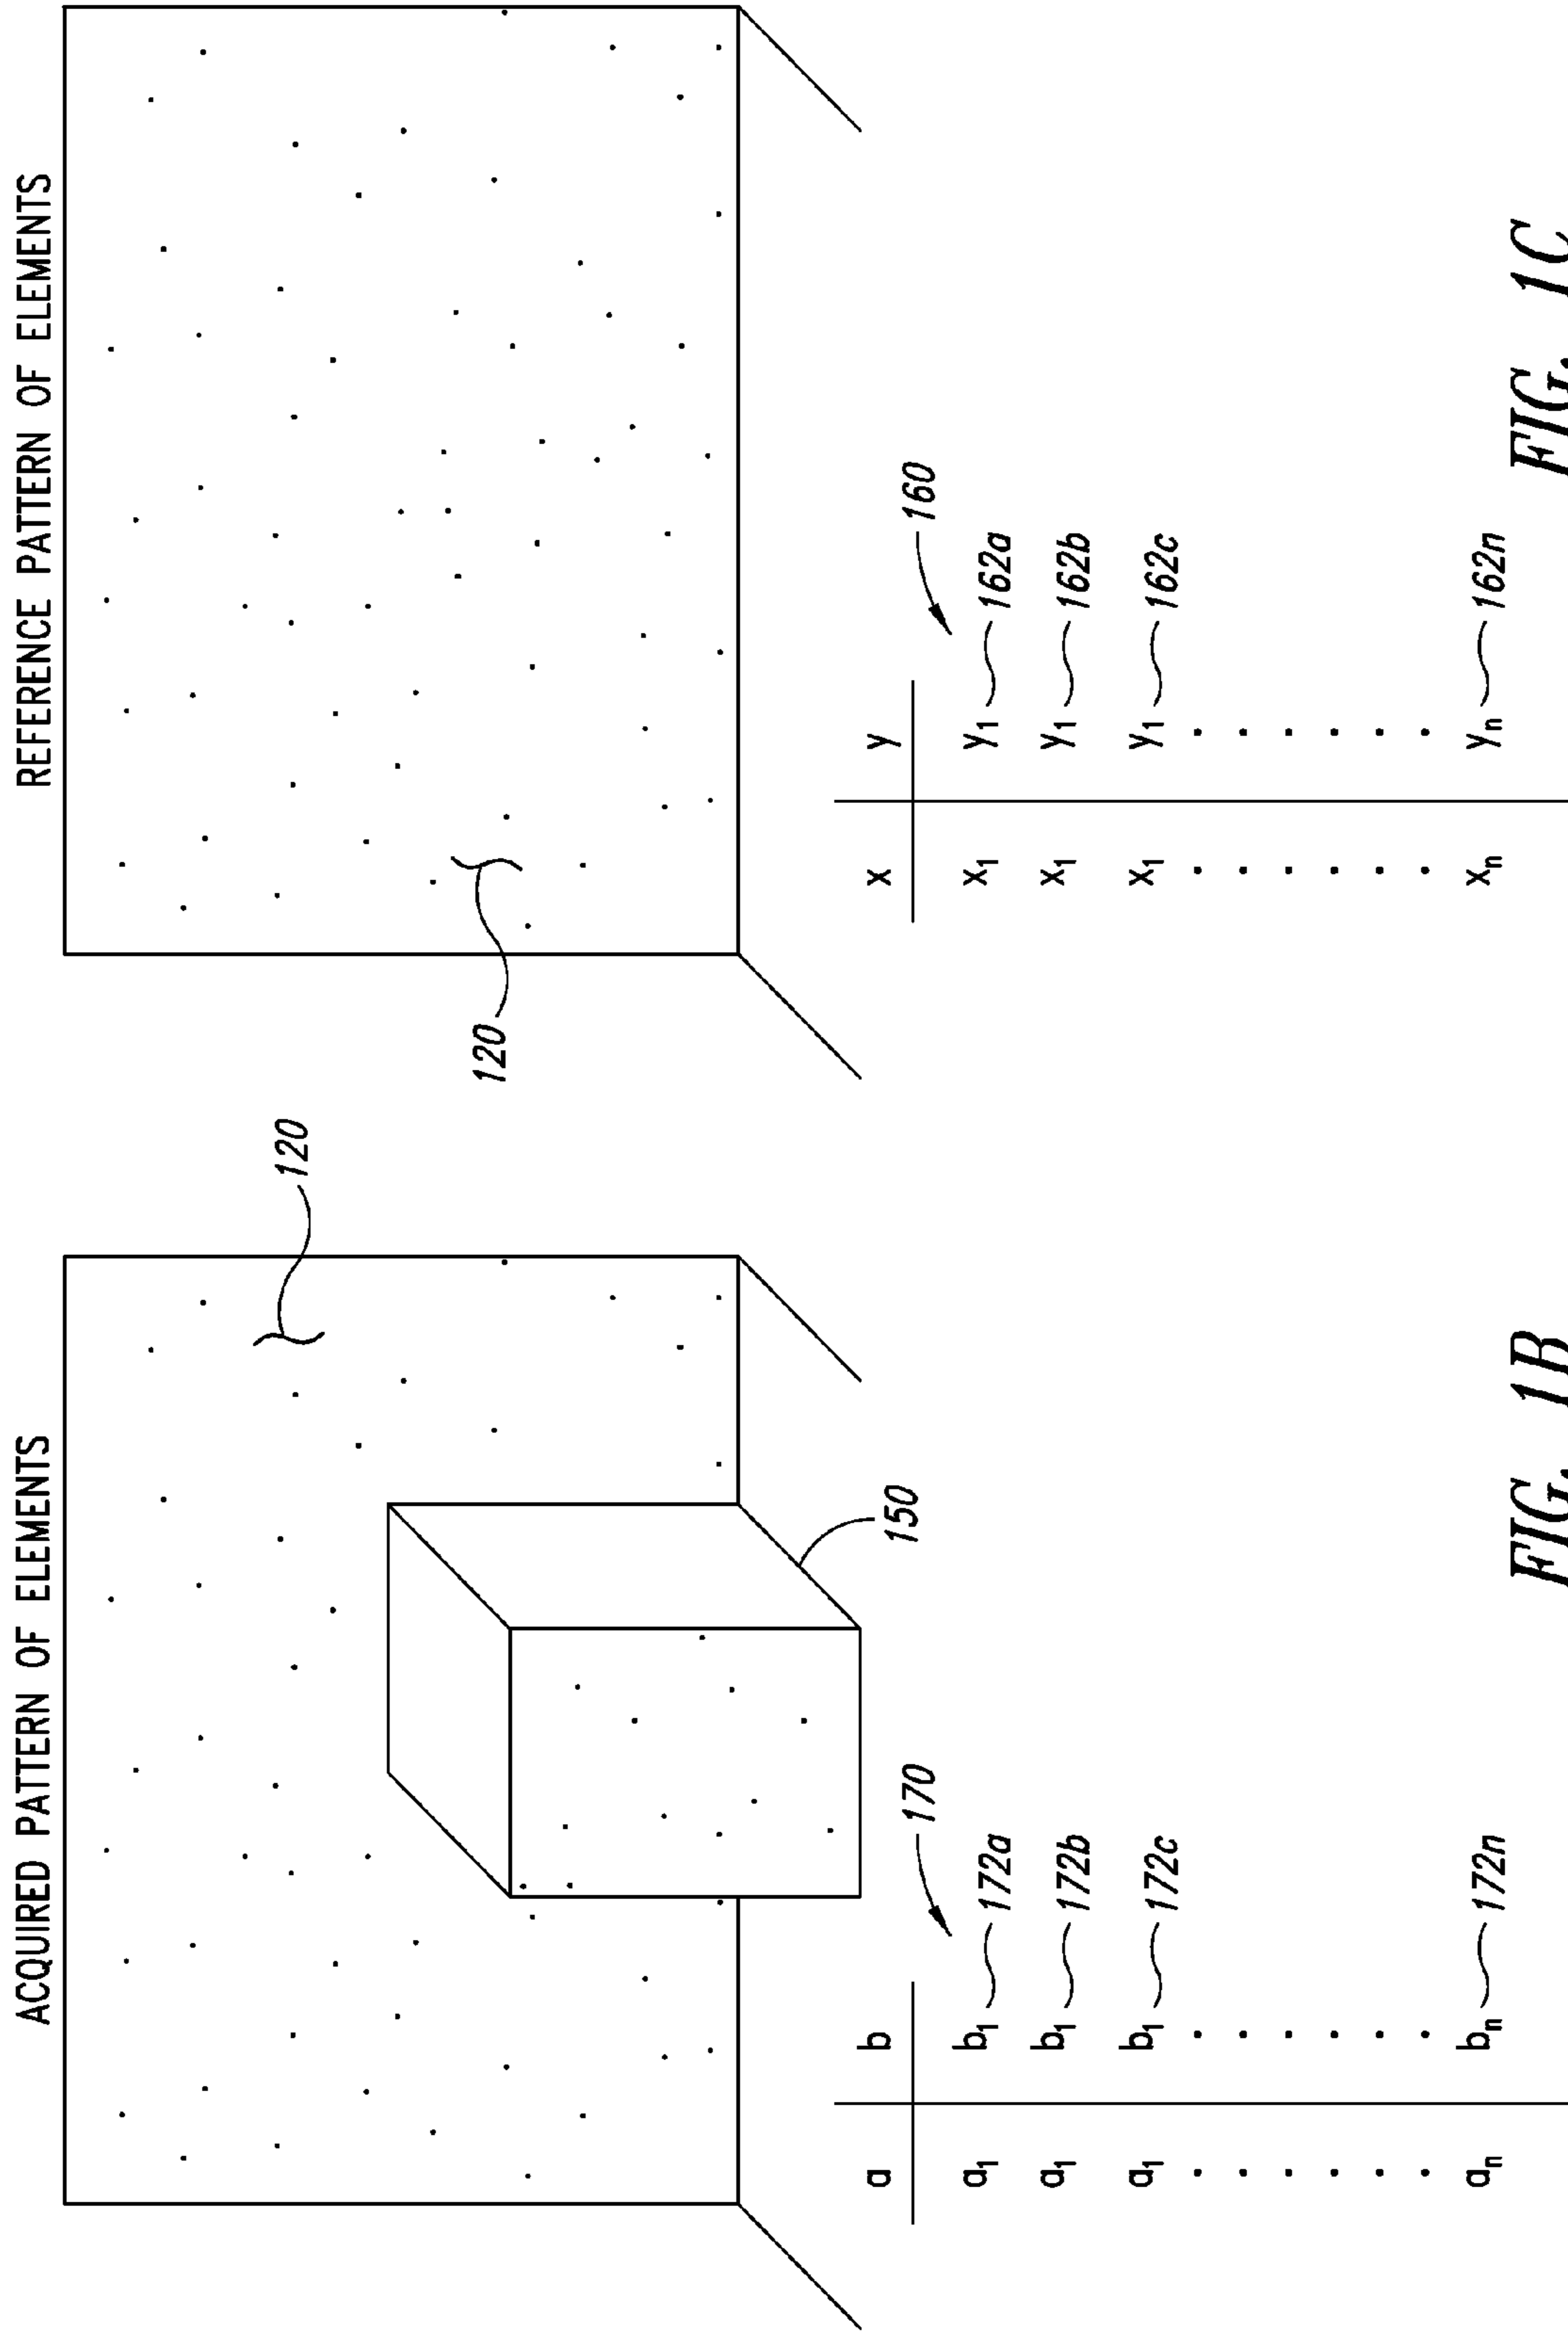 ACQUIRED PATTERN OF ELEMENTS
120
150
170
a b
a₁ b₁ 172a
a₁ b₁ 172b
a₁ b₁ 172c
aₙ bₙ 172n
FIG. 1B
REFERENCE PATTERN OF ELEMENTS
120
160
x y
x₁ y₁ 162a
x₁ y₁ 162b
x₁ y₁ 162c
xₙ yₙ 162n
FIG. 1C